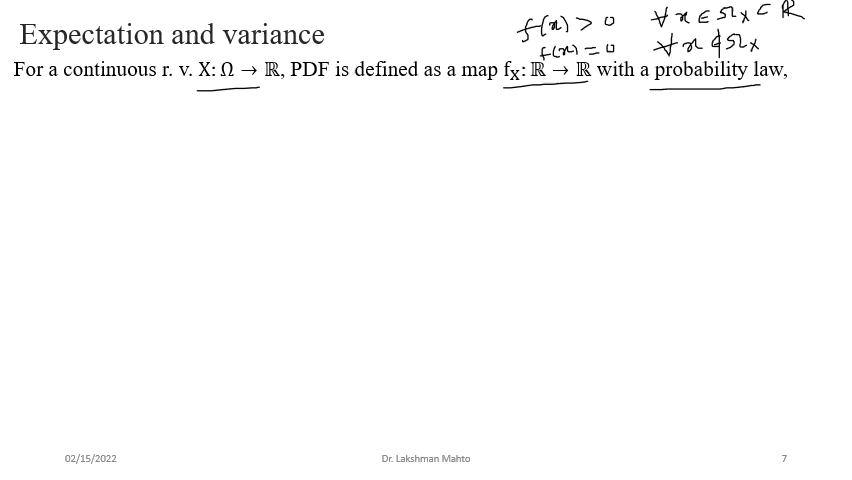 Expectation and variance
f(x) > 0 ∀ x ∈ Ωₓ ⊂ ℝ
f(x) = 0 ∀ x ∉ Ωₓ
For a continuous r. v. X: Ω → ℝ, PDF is defined as a map fₓ: ℝ → ℝ with a probability law,
02/15/2022 Dr. Lakshman Mahto 7